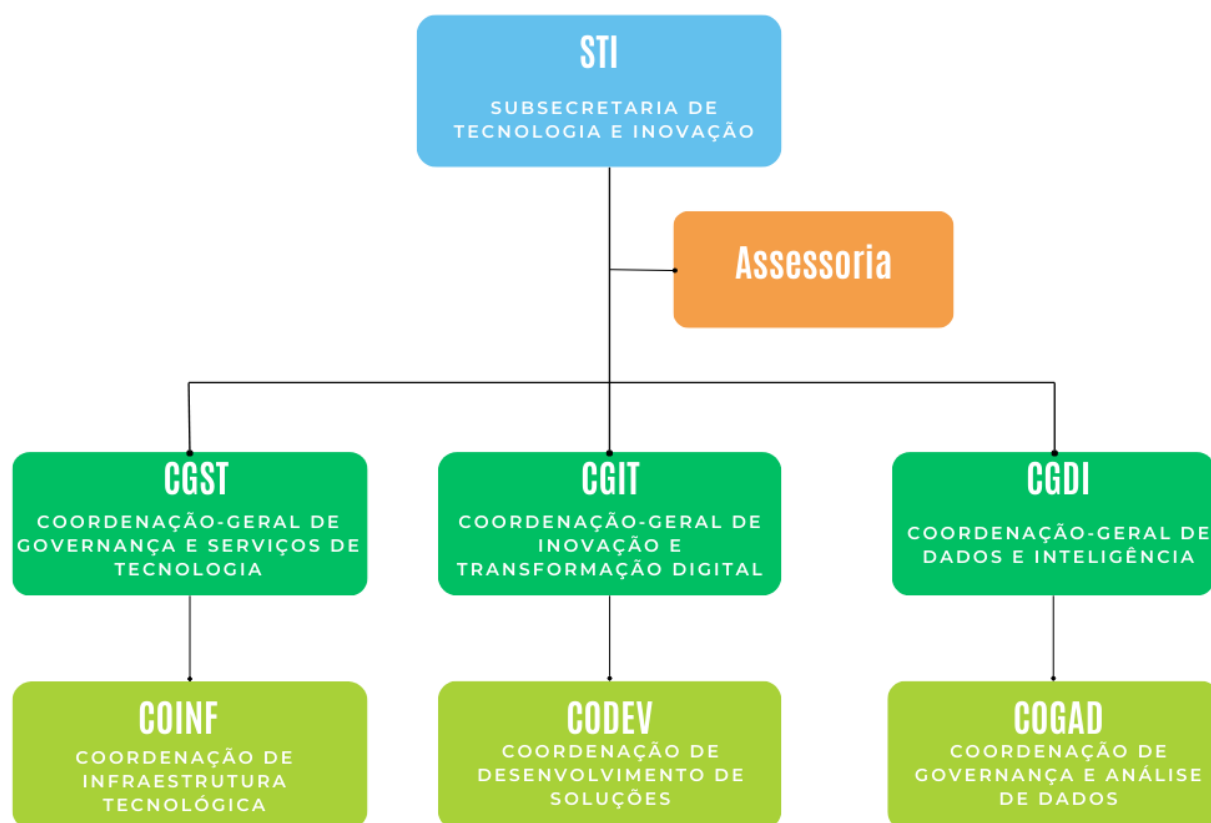 STI
SUBSECRETARIA DE
TECNOLOGIA E INOVAÇÃO
Assessoria
CGST
COORDENAÇÃO-GERAL DE
GOVERNANÇA E SERVIÇOS DE
TECNOLOGIA
CGIT
COORDENAÇÃO-GERAL DE
INOVAÇÃO E
TRANSFORMAÇÃO DIGITAL
CGDI
COORDENAÇÃO-GERAL DE
DADOS E INTELIGÊNCIA
COINF
COORDENAÇÃO DE
INFRAESTRUTURA
TECNOLÓGICA
CODEV
COORDENAÇÃO DE
DESENVOLVIMENTO DE
SOLUÇÕES
COGAD
COORDENAÇÃO DE
GOVERNANÇA E ANÁLISE
DE DADOS